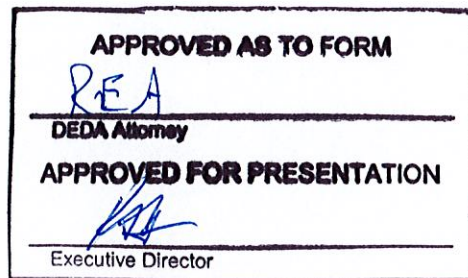 APPROVED AS TO FORM
REA
DEDA Attorney
APPROVED FOR PRESENTATION
Executive Director